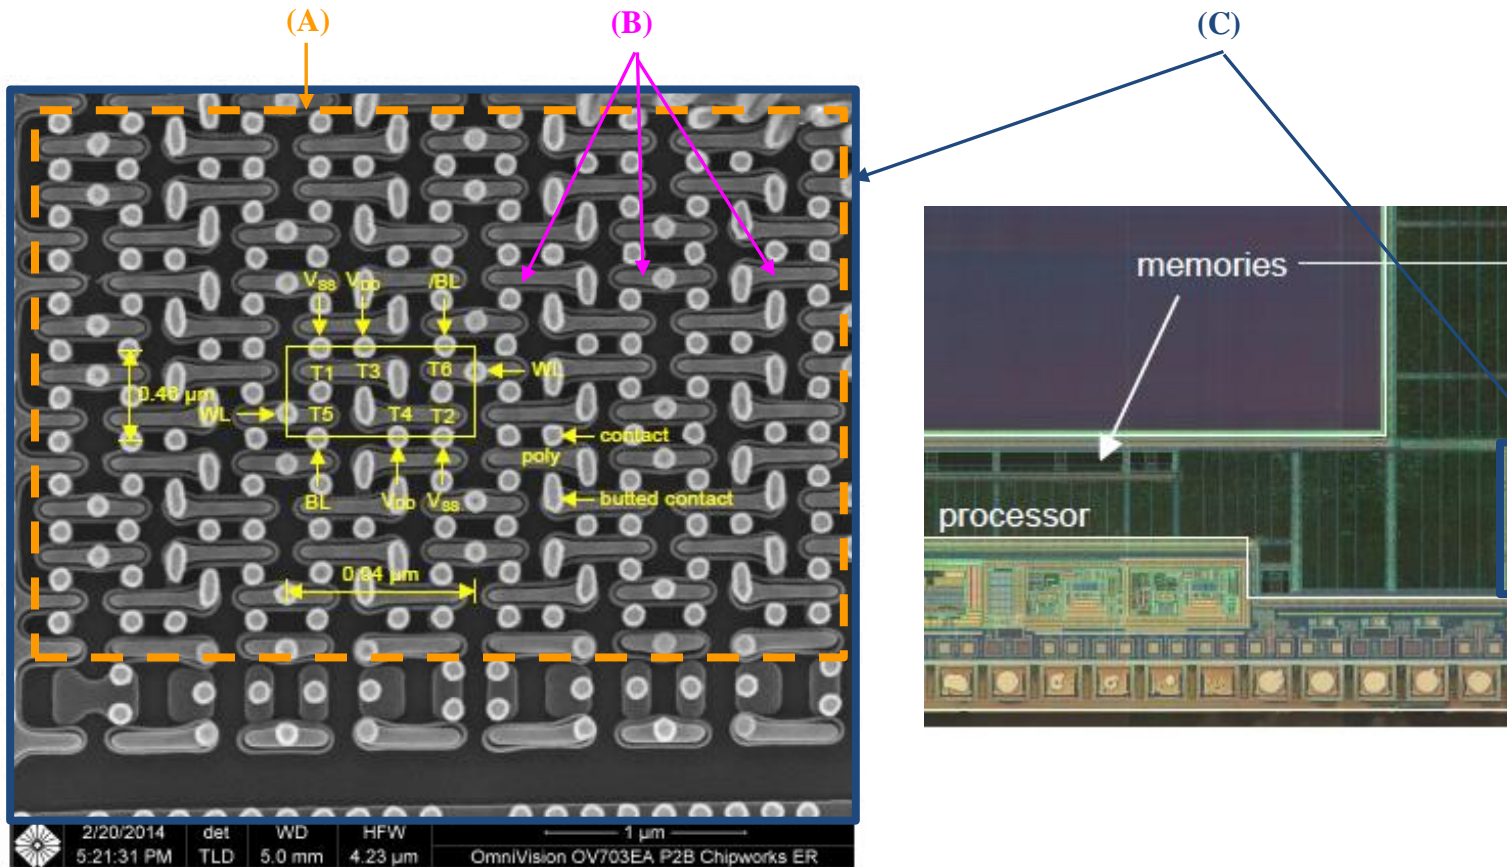 (A)
(B)
(C)
VSS VDD /BL
T1 T3 T6 WL
0.46 µm
WL T5 T4 T2
contact
poly
BL VDD VSS butted contact
0.94 µm
memories
processor
2/20/2014 det WD HFW 1 µm
5:21:31 PM TLD 5.0 mm 4.23 µm OmniVision OV703EA P2B Chipworks ER